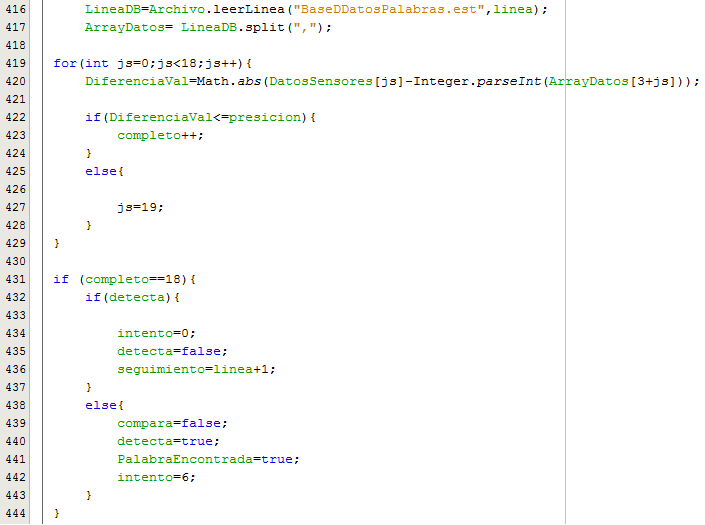 416 LineaDB=Archivo.leerLinea("BaseDDatosPalabras.est",linea);
417 ArrayDatos= LineaDB.split(",");
418
419 for(int js=0;js<18;js++){
420 DiferenciaVal=Math.abs(DatosSensores[js]-Integer.parseInt(ArrayDatos[3+js]));
421
422 if(DiferenciaVal<=presicion){
423 completo++;
424 }
425 else{
426
427 js=19;
428 }
429 }
430
431 if (completo==18){
432 if(detecta){
433
434 intento=0;
435 detecta=false;
436 seguimiento=linea+1;
437 }
438 else{
439 compara=false;
440 detecta=true;
441 PalabraEncontrada=true;
442 intento=6;
443 }
444 }